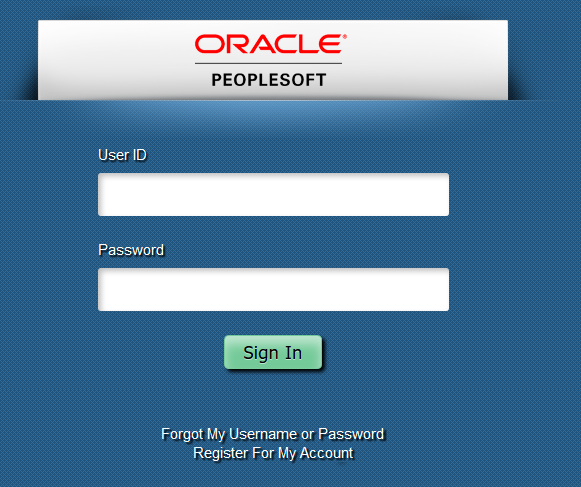 ORACLE®
PEOPLESOFT
User ID
Password
Sign In
Forgot My Username or Password
Register For My Account